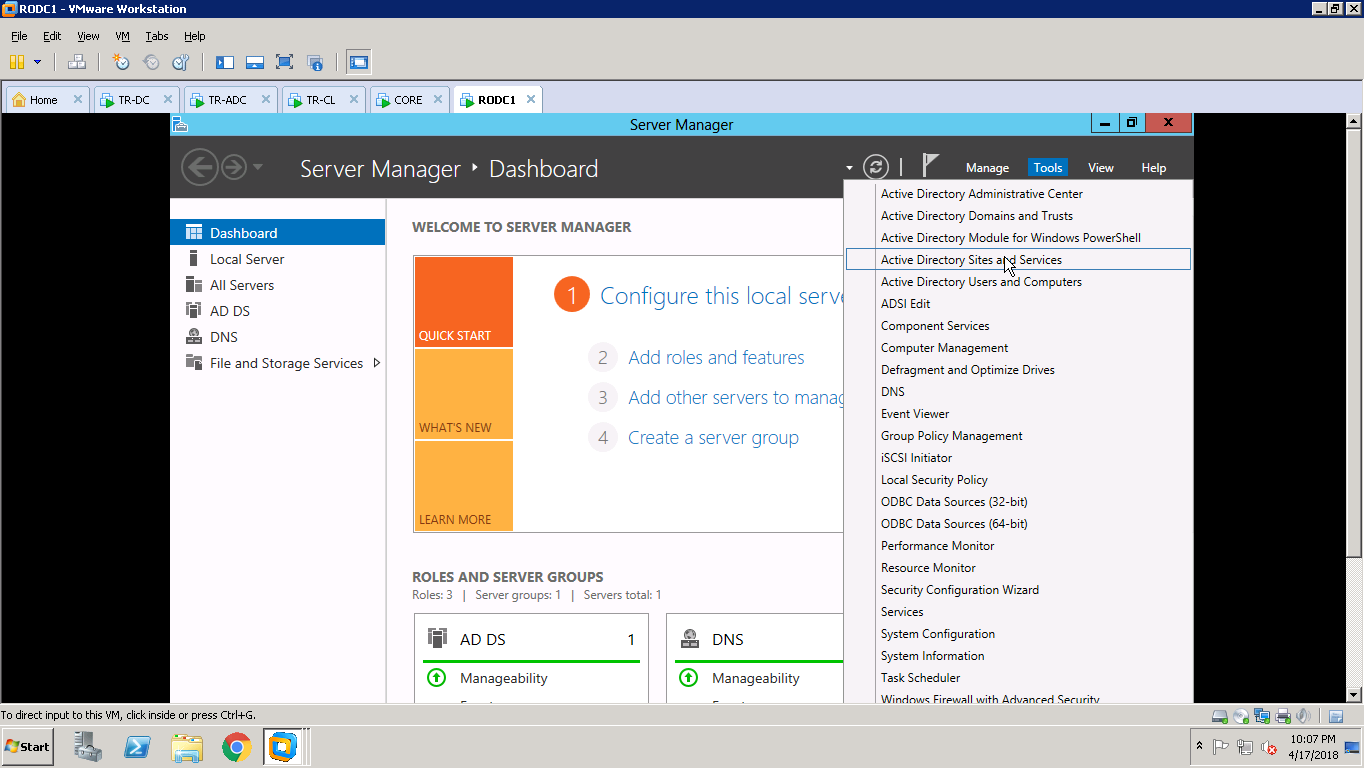 RODC1 - VMware Workstation
File Edit View VM Tabs Help
Home TR-DC TR-ADC TR-CL CORE RODC1
Server Manager
Server Manager Dashboard
Manage Tools View Help
Dashboard
Local Server
All Servers
AD DS
DNS
File and Storage Services
WELCOME TO SERVER MANAGER
QUICK START
WHAT'S NEW
LEARN MORE
1 Configure this local serve
2 Add roles and features
3 Add other servers to manag
4 Create a server group
ROLES AND SERVER GROUPS
Roles: 3 | Server groups: 1 | Servers total: 1
AD DS 1
Manageability
DNS
Manageability
Active Directory Administrative Center
Active Directory Domains and Trusts
Active Directory Module for Windows PowerShell
Active Directory Sites and Services
Active Directory Users and Computers
ADSI Edit
Component Services
Computer Management
Defragment and Optimize Drives
DNS
Event Viewer
Group Policy Management
iSCSI Initiator
Local Security Policy
ODBC Data Sources (32-bit)
ODBC Data Sources (64-bit)
Performance Monitor
Resource Monitor
Security Configuration Wizard
Services
System Configuration
System Information
Task Scheduler
Windows Firewall with Advanced Security
To direct input to this VM, click inside or press Ctrl+G.
Start
10:07 PM
4/17/2018